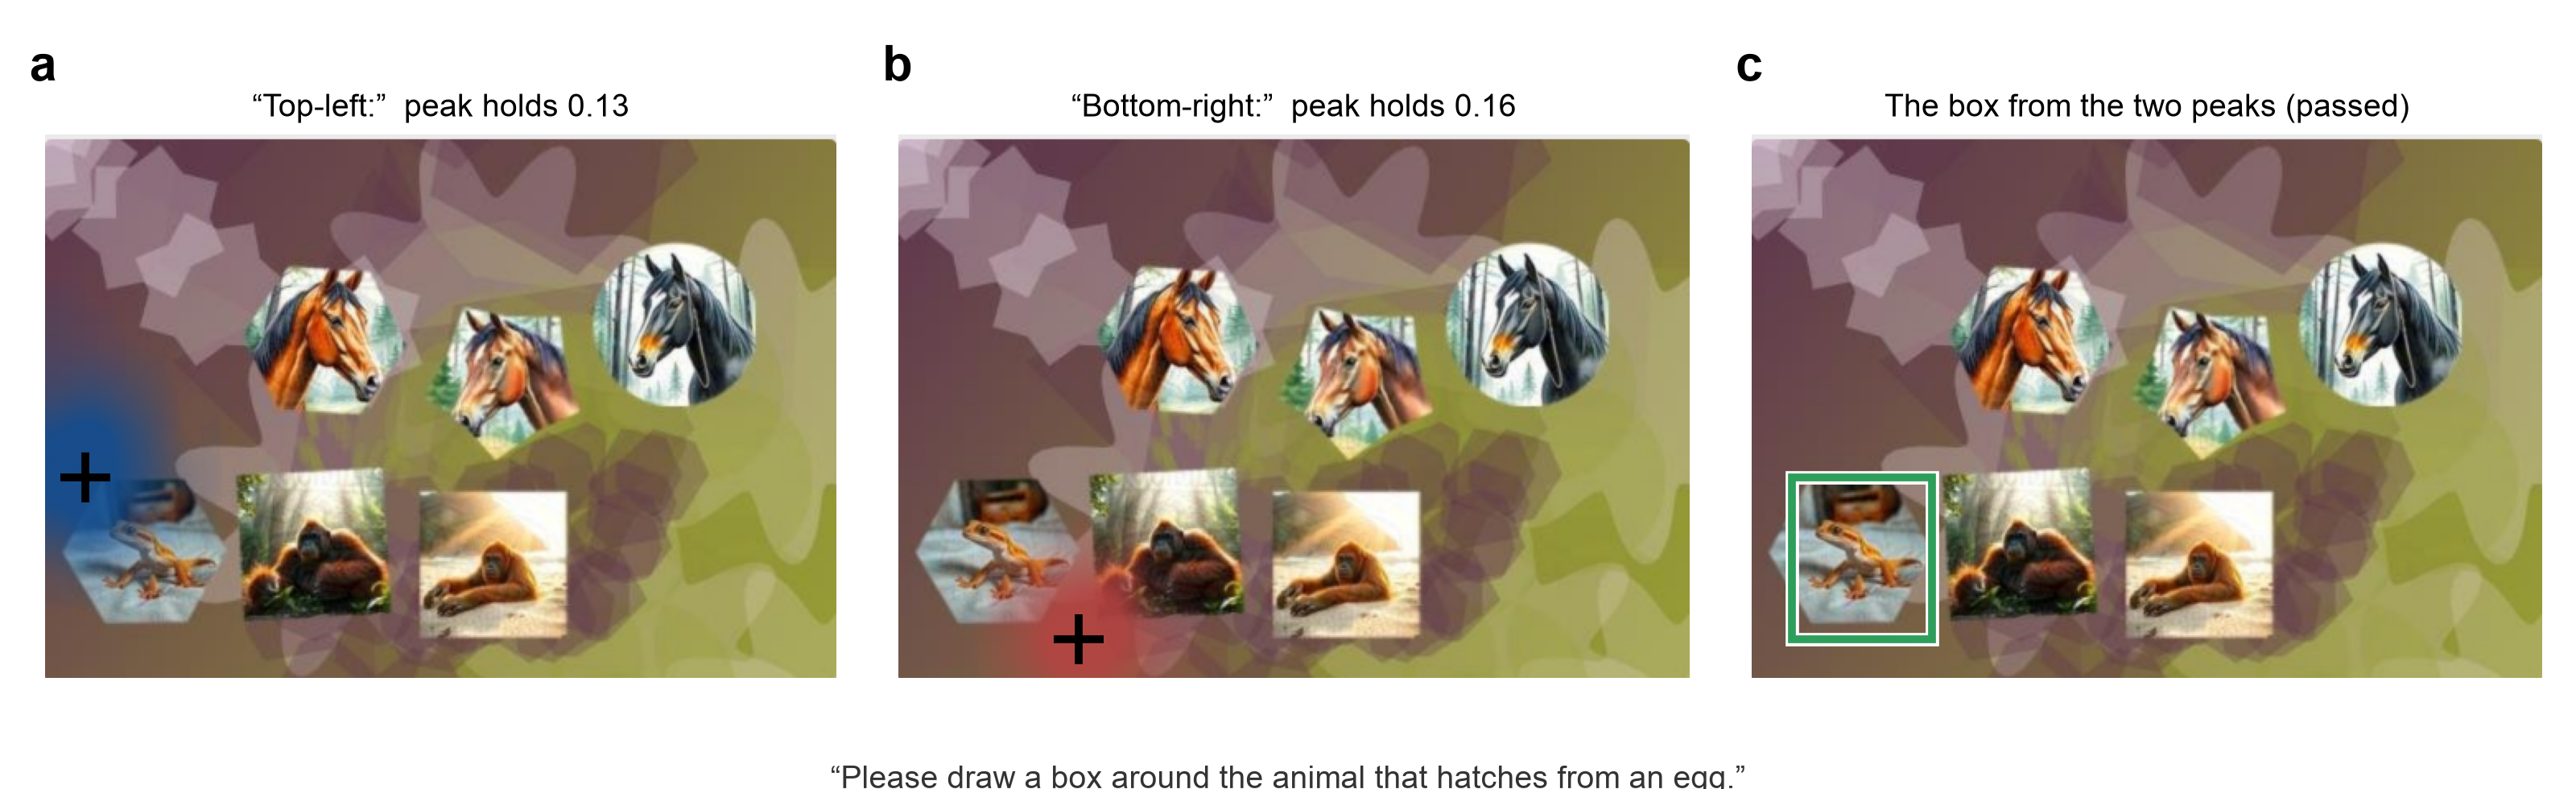 a
“Top-left:” peak holds 0.13
b
“Bottom-right:” peak holds 0.16
c
The box from the two peaks (passed)
“Please draw a box around the animal that hatches from an egg.”